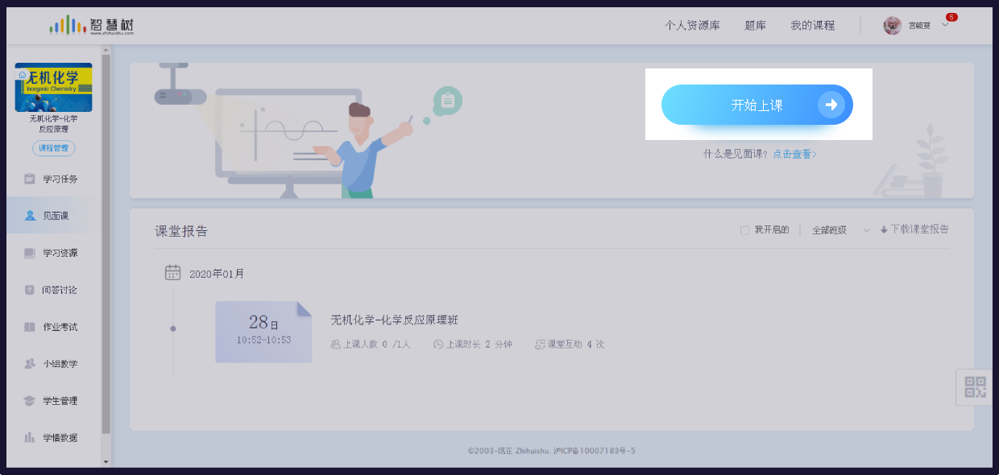 智慧树
www.zhihuishu.com
个人资源库
题库
我的课程
宫毓英
5
无机化学
Inorganic Chemistry
无机化学-化学
反应原理
课程管理
学习任务
见面课
学习资源
问答讨论
作业考试
小组教学
学生管理
学情数据
开始上课
什么是见面课? 点击查看>
课堂报告
我开启的
全部班级
下载课堂报告
2020年01月
28日
10:52-10:53
无机化学-化学反应原理班
上课人数 0 /1人
上课时长 2 分钟
课堂互动 4 次
©2003-现在 Zhihuishu. 沪ICP备10007183号-5